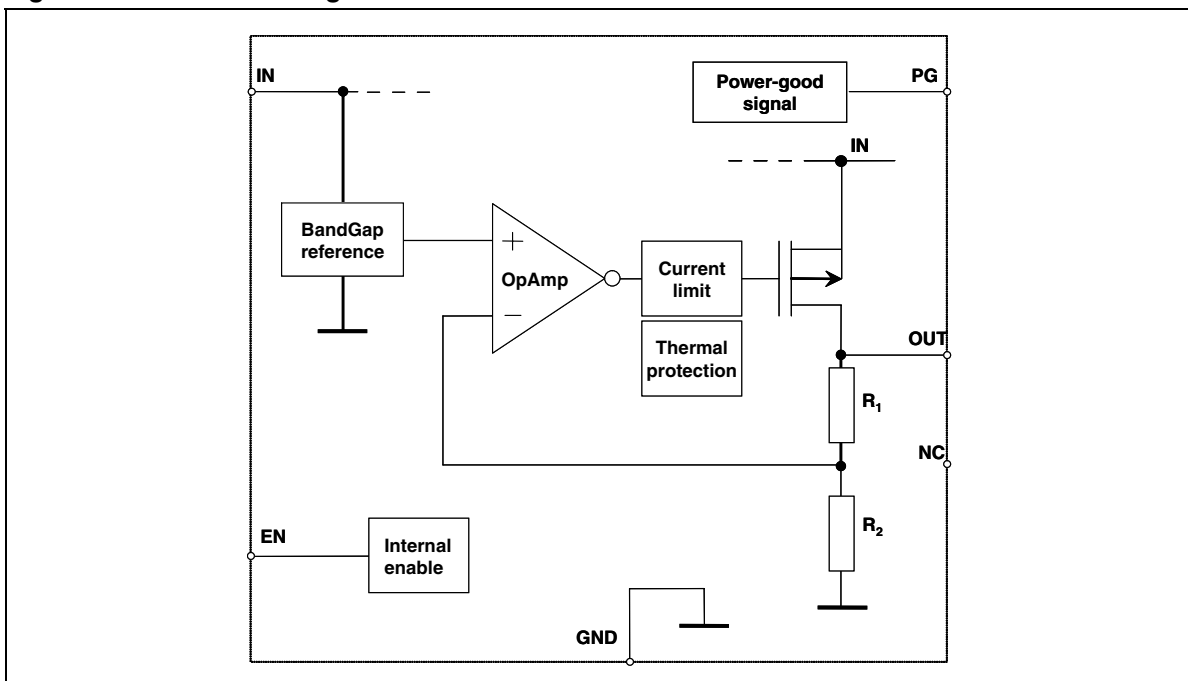 IN
PG
Power-good
signal
IN
BandGap
reference
+
OpAmp
−
Current
limit
Thermal
protection
OUT
R₁
NC
R₂
EN
Internal
enable
GND